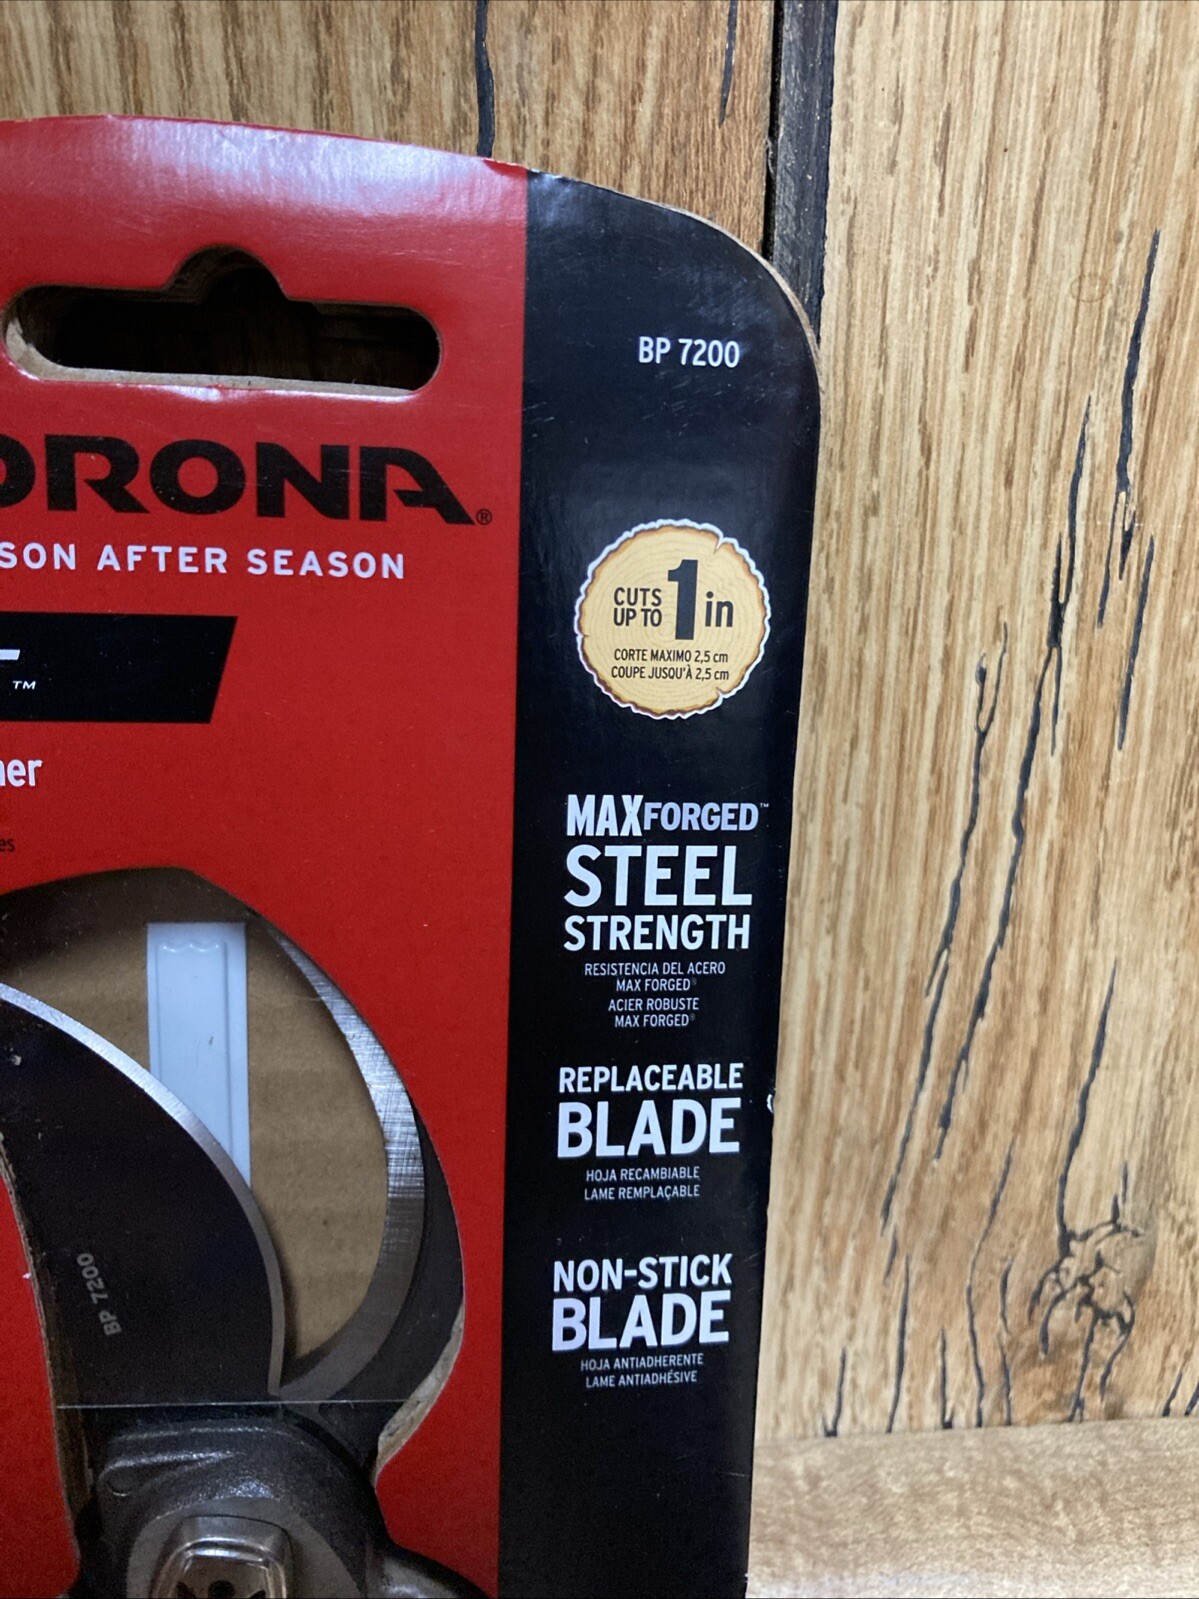 BP 7200
ORONA®
SON AFTER SEASON
™
CUTS
UP TO 1 in
CORTE MAXIMO 2,5 cm
COUPE JUSQU'À 2,5 cm
MAXFORGED™
STEEL
STRENGTH
RESISTENCIA DEL ACERO
MAX FORGED®
ACIER ROBUSTE
MAX FORGED®
REPLACEABLE
BLADE
HOJA RECAMBIABLE
LAME REMPLAÇABLE
NON-STICK
BLADE
HOJA ANTIADHERENTE
LAME ANTIADHÉSIVE
BP 7200